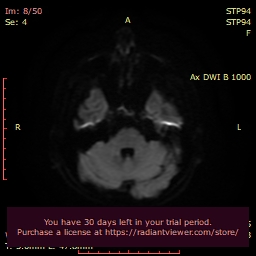 Im: 8/50
STP94
Se: 4
STP94
A
F
Ax DWI B 1000
R
L
You have 30 days left in your trial period.
Purchase a license at https://radiantviewer.com/store/